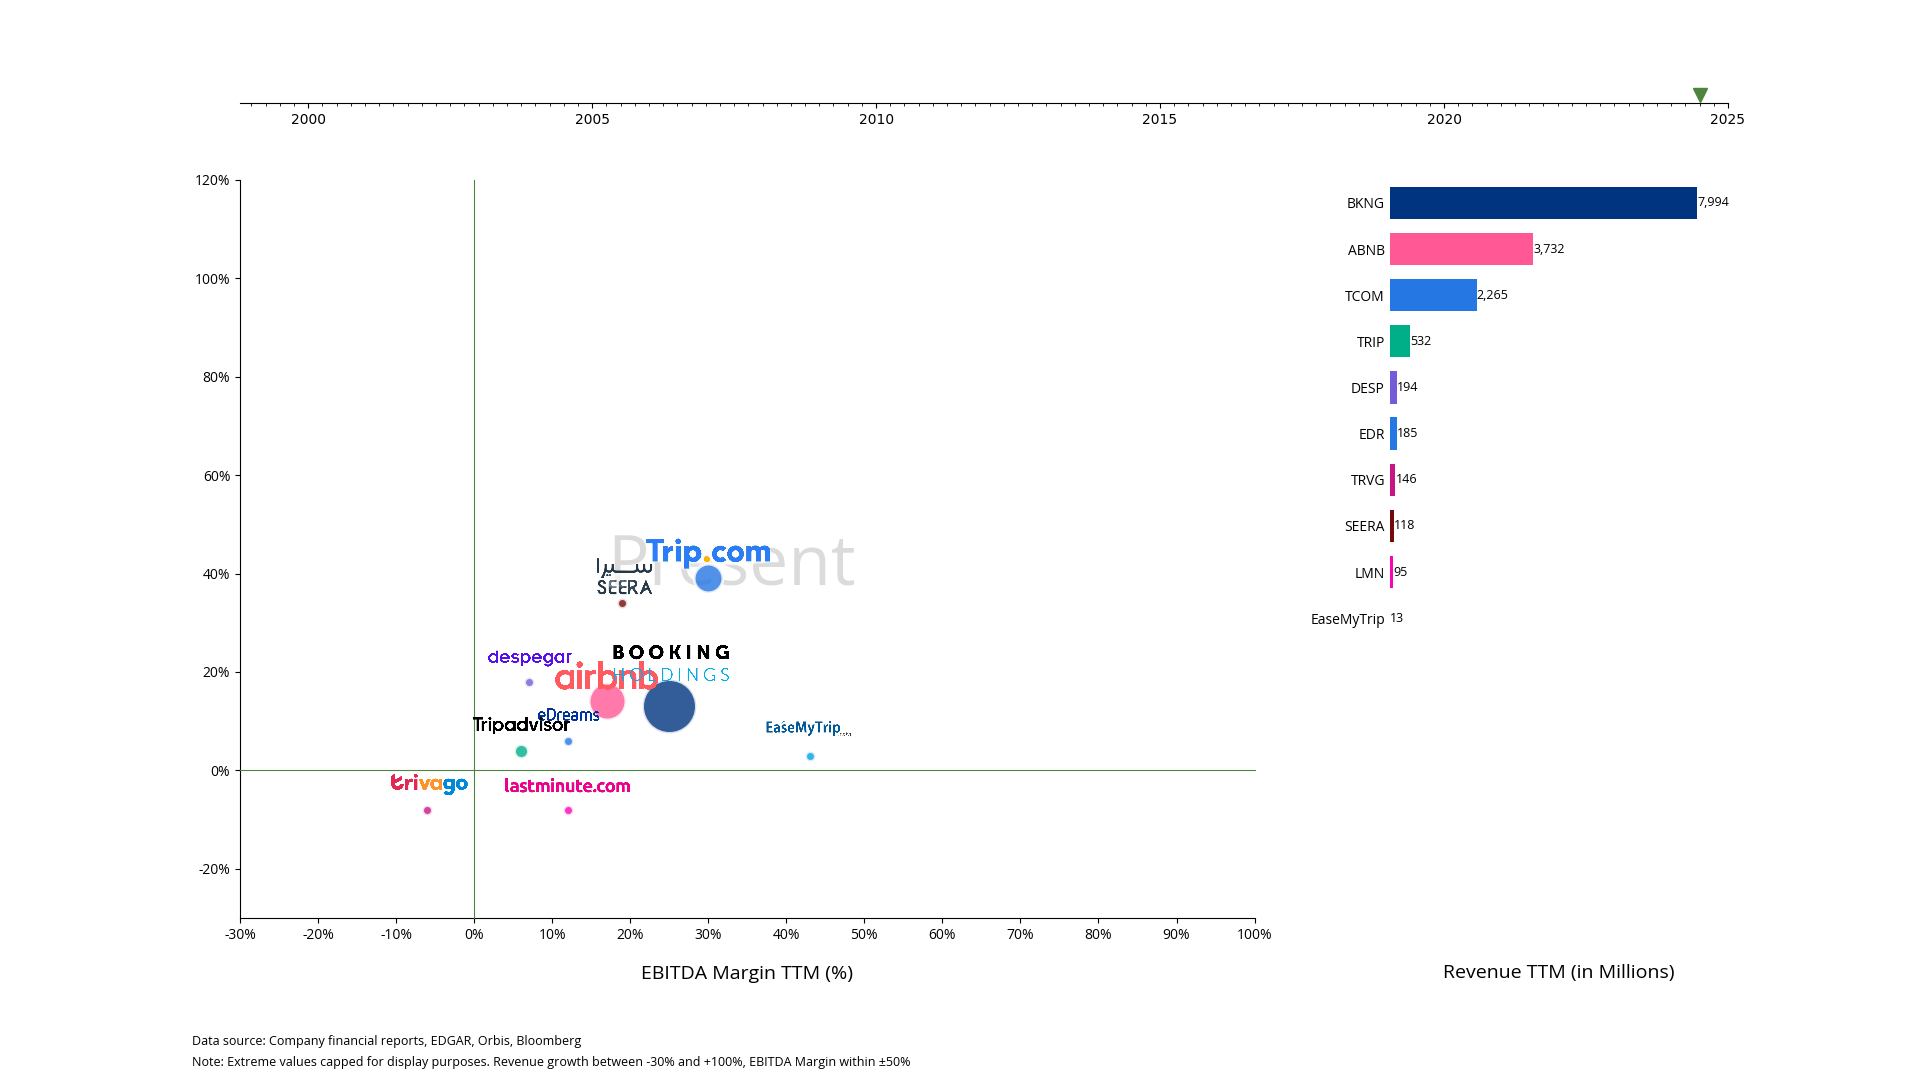 2000 2005 2010 2015 2020 2025
120%
100%
80%
60%
40%
20%
0%
-20%
-30% -20% -10% 0% 10% 20% 30% 40% 50% 60% 70% 80% 90% 100%
EBITDA Margin TTM (%)
Present
Trip.com
سيرا
SEERA
BOOKING
HOLDINGS
despegar
airbnb
eDreams
Tripadvisor
EaseMyTrip
trivago
lastminute.com
BKNG 7,994
ABNB 3,732
TCOM 2,265
TRIP 532
DESP 194
EDR 185
TRVG 146
SEERA 118
LMN 95
EaseMyTrip 13
Revenue TTM (in Millions)
Data source: Company financial reports, EDGAR, Orbis, Bloomberg
Note: Extreme values capped for display purposes. Revenue growth between -30% and +100%, EBITDA Margin within ±50%